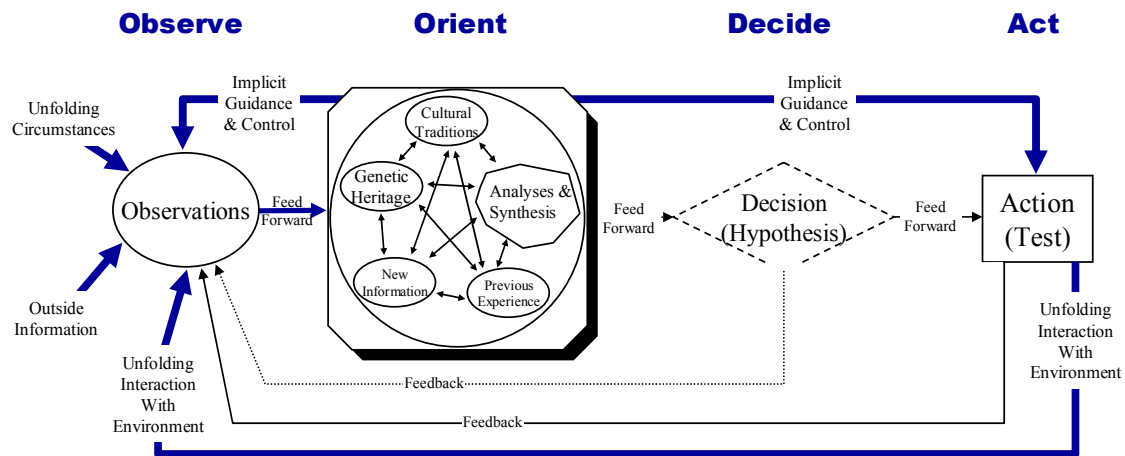 Observe
Orient
Decide
Act
Implicit
Guidance
& Control
Implicit
Guidance
& Control
Unfolding
Circumstances
Observations
Outside
Information
Unfolding
Interaction
With
Environment
Feed
Forward
Cultural
Traditions
Genetic
Heritage
Analyses &
Synthesis
New
Information
Previous
Experience
Feed
Forward
Decision
(Hypothesis)
Feed
Forward
Action
(Test)
Unfolding
Interaction
With
Environment
Feedback
Feedback